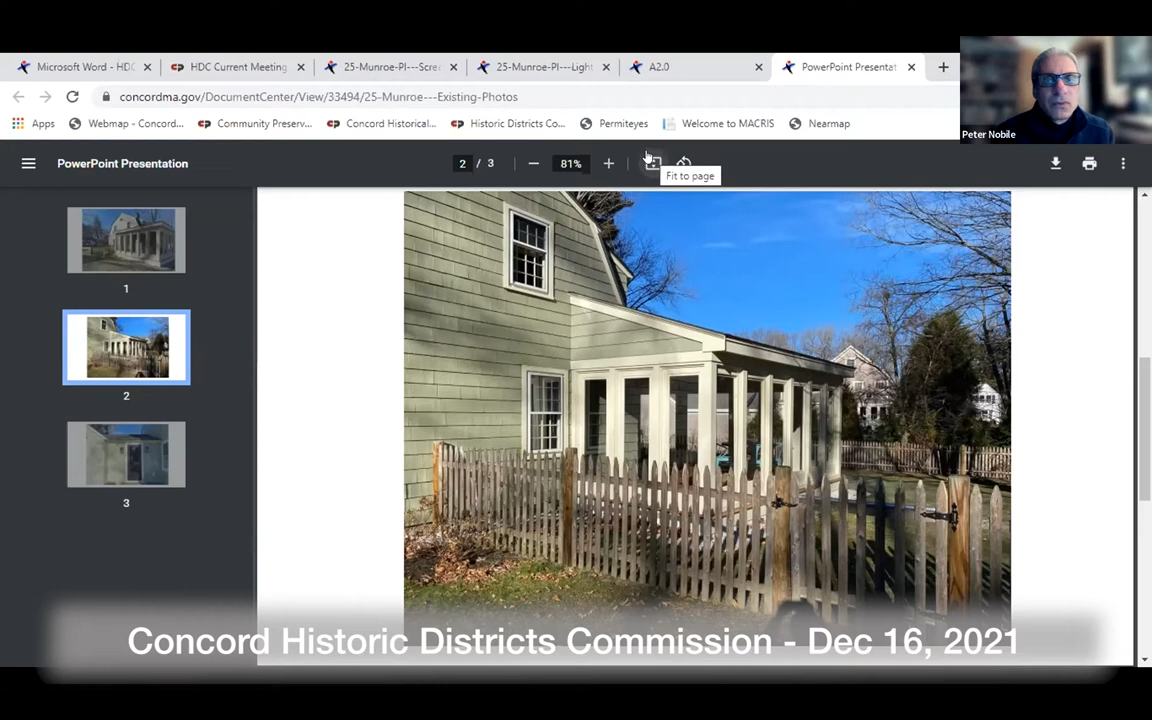 Microsoft Word - HDC
HDC Current Meeting
25-Munroe-Pl---Scre
25-Munroe-Pl---Light
A2.0
PowerPoint Presentat
concordma.gov/DocumentCenter/View/33494/25-Munroe---Existing-Photos
Apps
Webmap - Concord...
Community Preserv...
Concord Historical...
Historic Districts Co...
Permiteyes
Welcome to MACRIS
Nearmap
Peter Nobile
PowerPoint Presentation
2 / 3
81%
Fit to page
1
2
3
Concord Historic Districts Commission - Dec 16, 2021